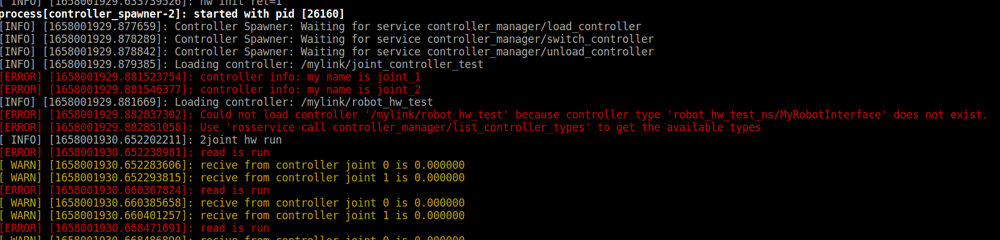 [ INFO] [1658001929.633739526]: hw init ret=1
process[controller_spawner-2]: started with pid [26160]
[INFO] [1658001929.877659]: Controller Spawner: Waiting for service controller_manager/load_controller
[INFO] [1658001929.878289]: Controller Spawner: Waiting for service controller_manager/switch_controller
[INFO] [1658001929.878842]: Controller Spawner: Waiting for service controller_manager/unload_controller
[INFO] [1658001929.879385]: Loading controller: /mylink/joint_controller_test
[ERROR] [1658001929.881523754]: controller info: my name is joint_1
[ERROR] [1658001929.881546377]: controller info: my name is joint_2
[INFO] [1658001929.881669]: Loading controller: /mylink/robot_hw_test
[ERROR] [1658001929.882837302]: Could not load controller '/mylink/robot_hw_test' because controller type 'robot_hw_test_ns/MyRobotInterface' does not exist.
[ERROR] [1658001929.882851058]: Use 'rosservice call controller_manager/list_controller_types' to get the available types
[ INFO] [1658001930.652202211]: 2joint hw run
[ERROR] [1658001930.652238981]: read is run
[ WARN] [1658001930.652283606]: recive from controller joint 0 is 0.000000
[ WARN] [1658001930.652293815]: recive from controller joint 1 is 0.000000
[ERROR] [1658001930.660367824]: read is run
[ WARN] [1658001930.660385658]: recive from controller joint 0 is 0.000000
[ WARN] [1658001930.660401257]: recive from controller joint 1 is 0.000000
[ERROR] [1658001930.668471691]: read is run
[ WARN] [1658001930.668486890]: recive from controller joint 0 is 0.000000